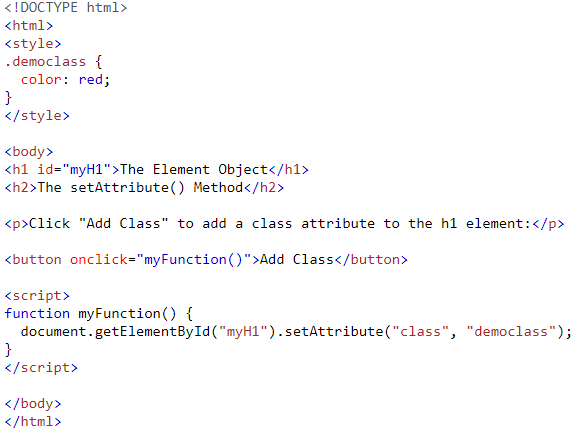 <!DOCTYPE html>
<html>
<style>
.democlass {
  color: red;
}
</style>

<body>
<h1 id="myH1">The Element Object</h1>
<h2>The setAttribute() Method</h2>

<p>Click "Add Class" to add a class attribute to the h1 element:</p>

<button onclick="myFunction()">Add Class</button>

<script>
function myFunction() {
  document.getElementById("myH1").setAttribute("class", "democlass");
}
</script>

</body>
</html>